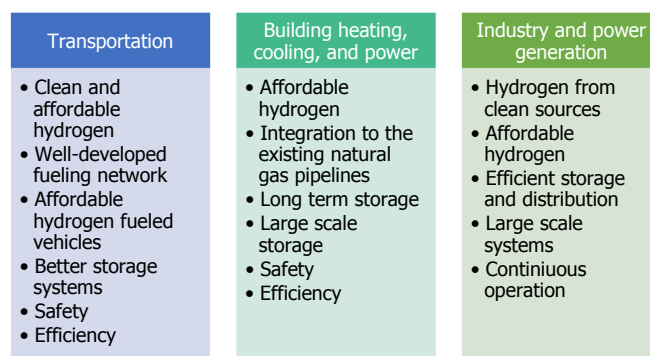 Transportation
• Clean and
affordable
hydrogen
• Well-developed
fueling network
• Affordable
hydrogen fueled
vehicles
• Better storage
systems
• Safety
• Efficiency
Building heating,
cooling, and power
• Affordable
hydrogen
• Integration to the
existing natural
gas pipelines
• Long term storage
• Large scale
storage
• Safety
• Efficiency
Industry and power
generation
• Hydrogen from
clean sources
• Affordable
hydrogen
• Efficient storage
and distribution
• Large scale
systems
• Continiuous
operation